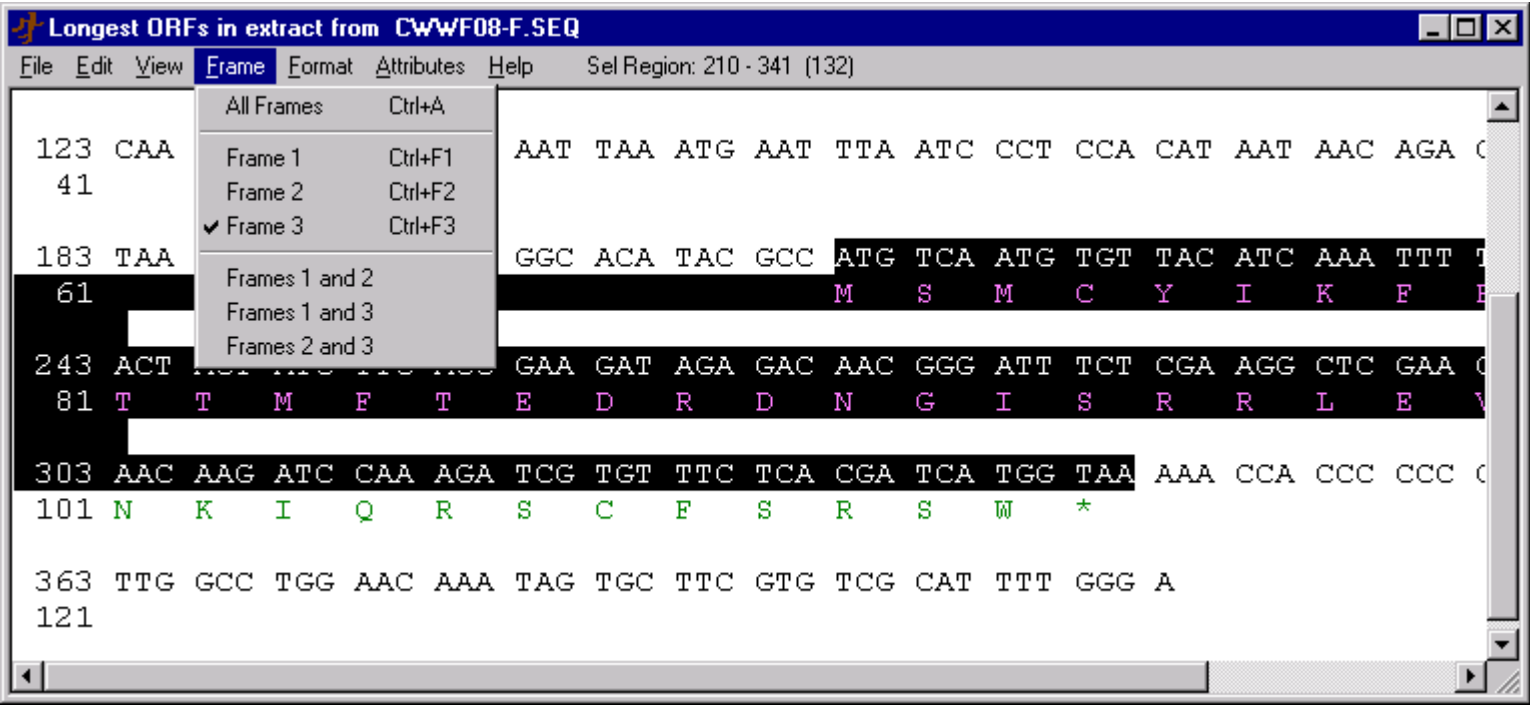 Longest ORFs in extract from CWWF08-F.SEQ
File Edit View Frame Format Attributes Help Sel Region: 210 - 341 (132)
All Frames Ctrl+A
Frame 1 Ctrl+F1
Frame 2 Ctrl+F2
✓ Frame 3 Ctrl+F3
Frames 1 and 2
Frames 1 and 3
Frames 2 and 3
123 CAA AAT TAA ATG AAT TTA ATC CCT CCA CAT AAT AAC AGA
41
183 TAA GGC ACA TAC GCC ATG TCA ATG TGT TAC ATC AAA TTT
61 M S M C Y I K F
243 ACT GAA GAT AGA GAC AAC GGG ATT TCT CGA AGG CTC GAA
81 T T M F T E D R D N G I S R R L E
303 AAC AAG ATC CAA AGA TCG TGT TTC TCA CGA TCA TGG TAA AAA CCA CCC CCC
101 N K I Q R S C F S R S W *
363 TTG GCC TGG AAC AAA TAG TGC TTC GTG TCG CAT TTT GGG A
121